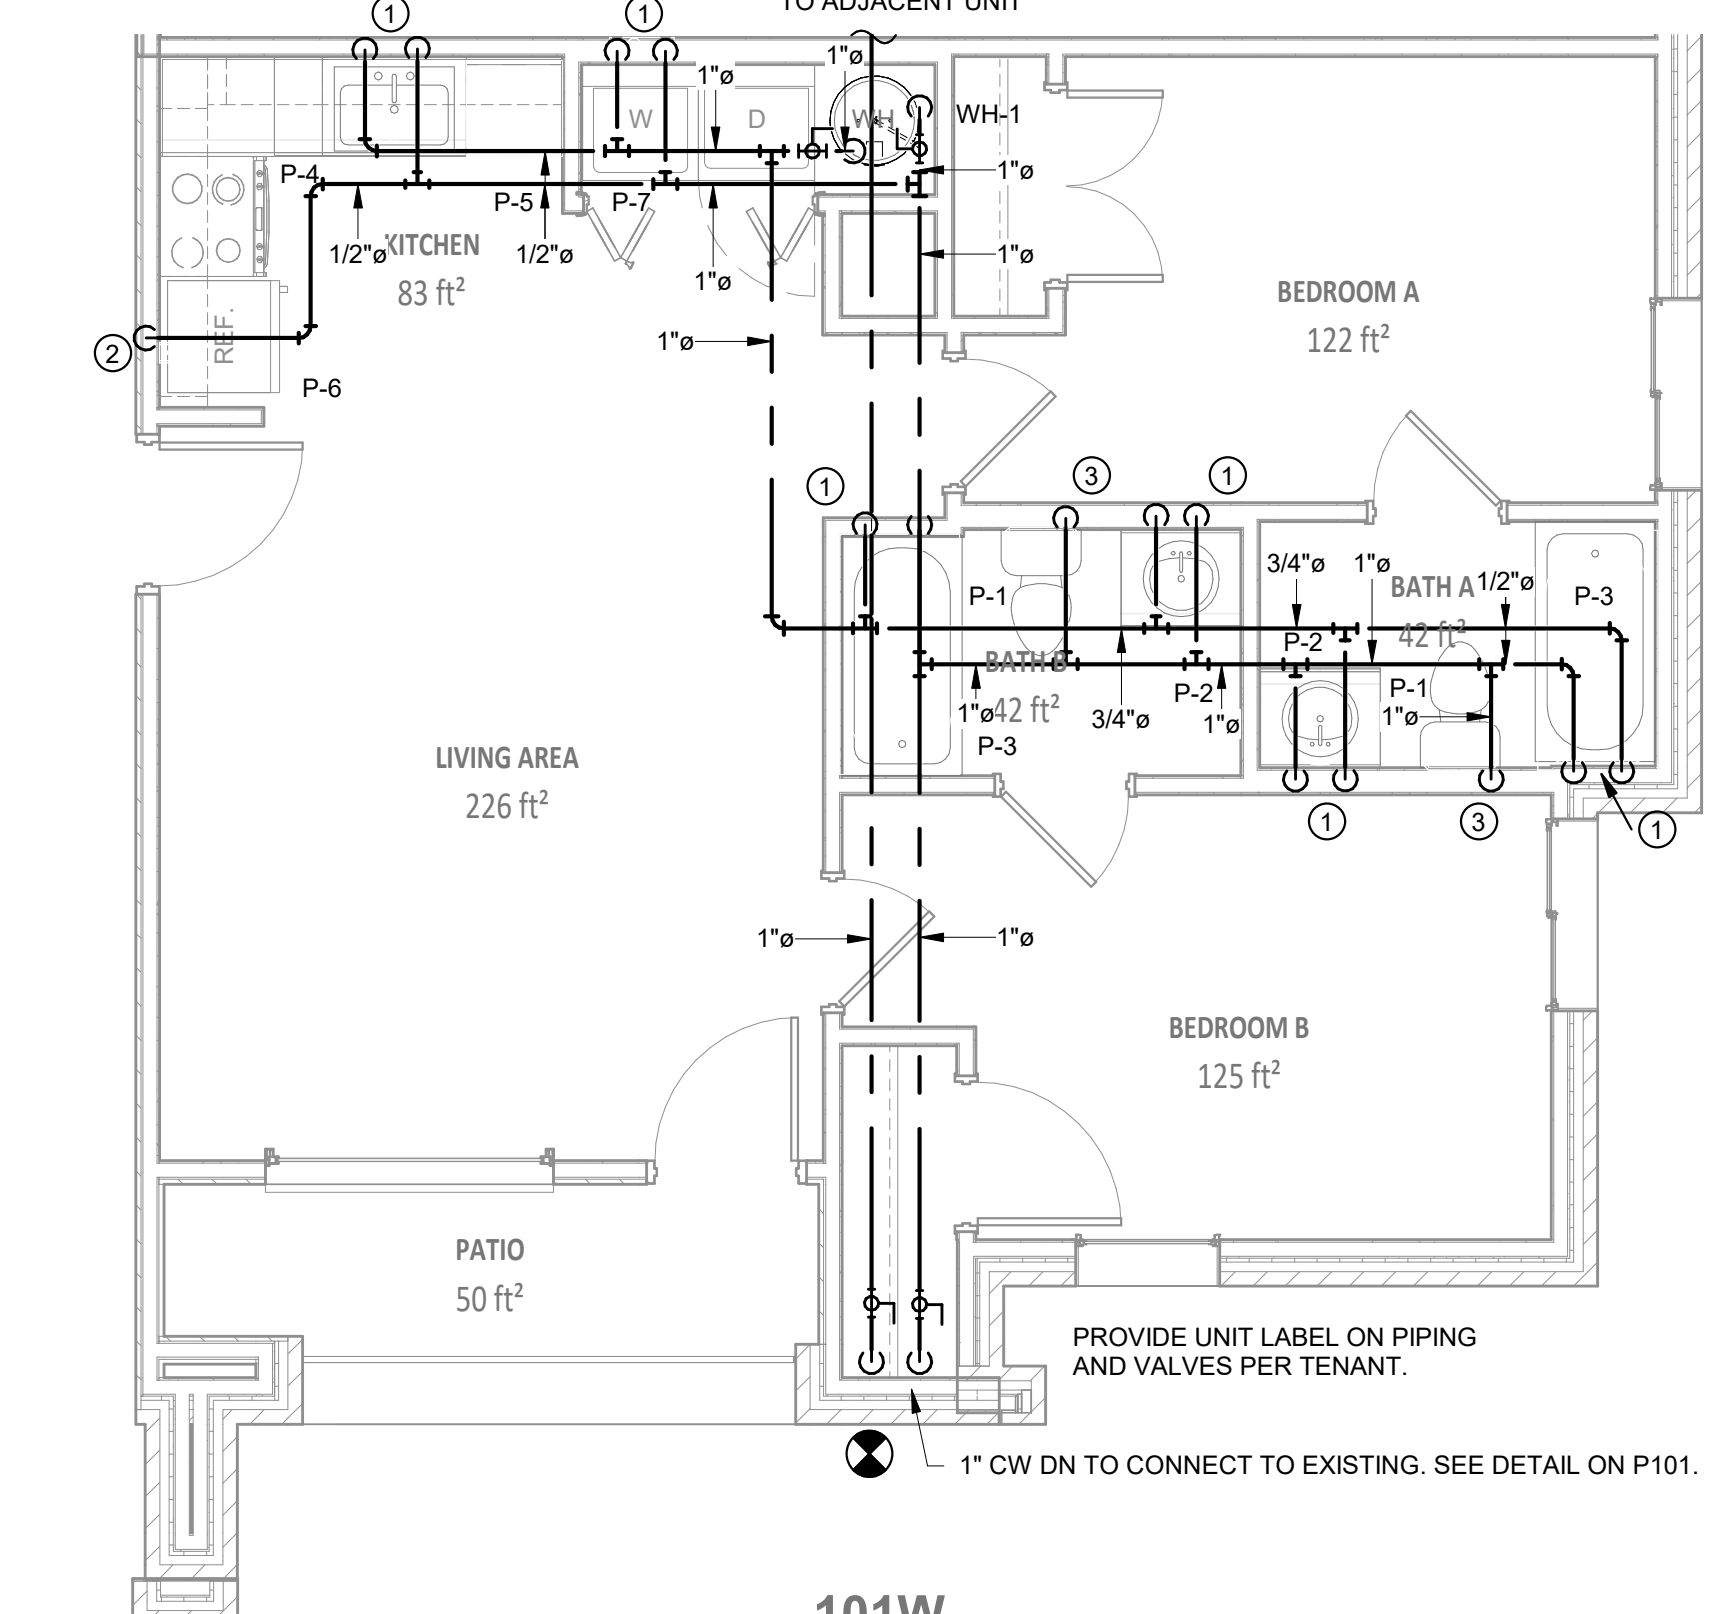 TO ADJACENT UNIT
1
1
1"ø
1"ø
W
D
WH
WH-1
P-4
1"ø
P-5
P-7
1/2"ø
KITCHEN
1/2"ø
1"ø
83 ft²
1"ø
BEDROOM A
122 ft²
REF.
2
1"ø
P-6
1
3
1
3/4"ø
1"ø
1/2"ø
P-1
BATH A
P-3
42 ft²
P-2
BATH B
P-2
P-1
1"ø
42 ft²
3/4"ø
1"ø
1"ø
P-3
LIVING AREA
226 ft²
1
3
1
1"ø
1"ø
BEDROOM B
125 ft²
PATIO
50 ft²
PROVIDE UNIT LABEL ON PIPING
AND VALVES PER TENANT.
1" CW DN TO CONNECT TO EXISTING. SEE DETAIL ON P101.
101W